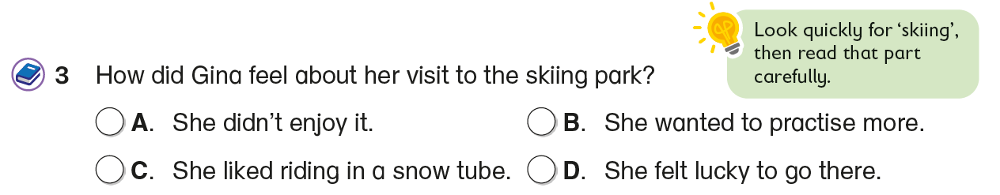 Look quickly for ‘skiing’,
then read that part
carefully.
3 How did Gina feel about her visit to the skiing park?
A. She didn’t enjoy it. B. She wanted to practise more.
C. She liked riding in a snow tube. D. She felt lucky to go there.